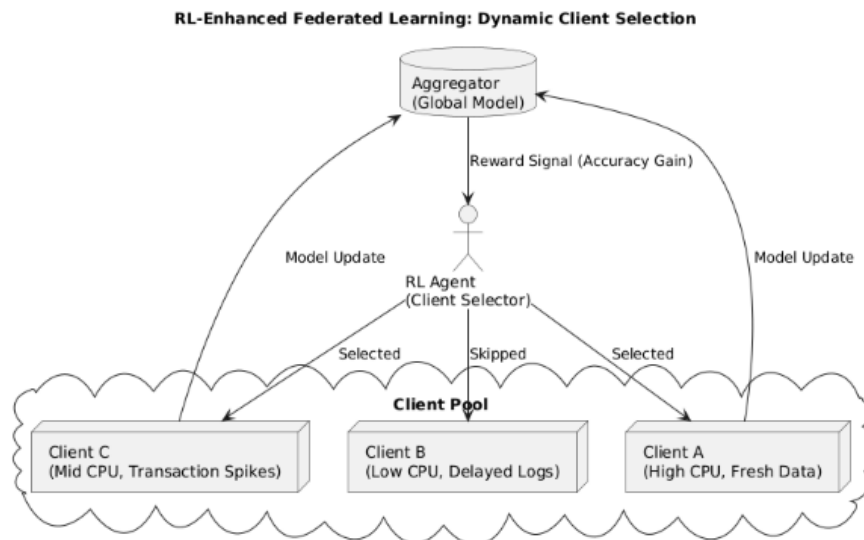 RL-Enhanced Federated Learning: Dynamic Client Selection
Aggregator
(Global Model)
Reward Signal (Accuracy Gain)
Model Update
Model Update
RL Agent
(Client Selector)
Selected
Skipped
Selected
Client Pool
Client C
(Mid CPU, Transaction Spikes)
Client B
(Low CPU, Delayed Logs)
Client A
(High CPU, Fresh Data)